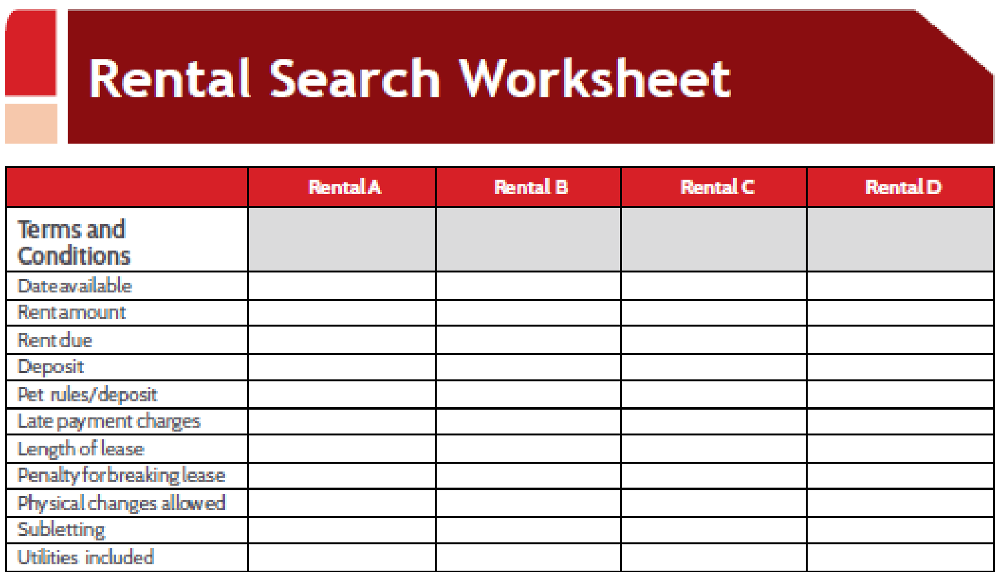 Rental Search Worksheet
Rental A Rental B Rental C Rental D
Terms and
Conditions
Date available
Rent amount
Rent due
Deposit
Pet rules/deposit
Late payment charges
Length of lease
Penalty for breaking lease
Physical changes allowed
Subletting
Utilities included